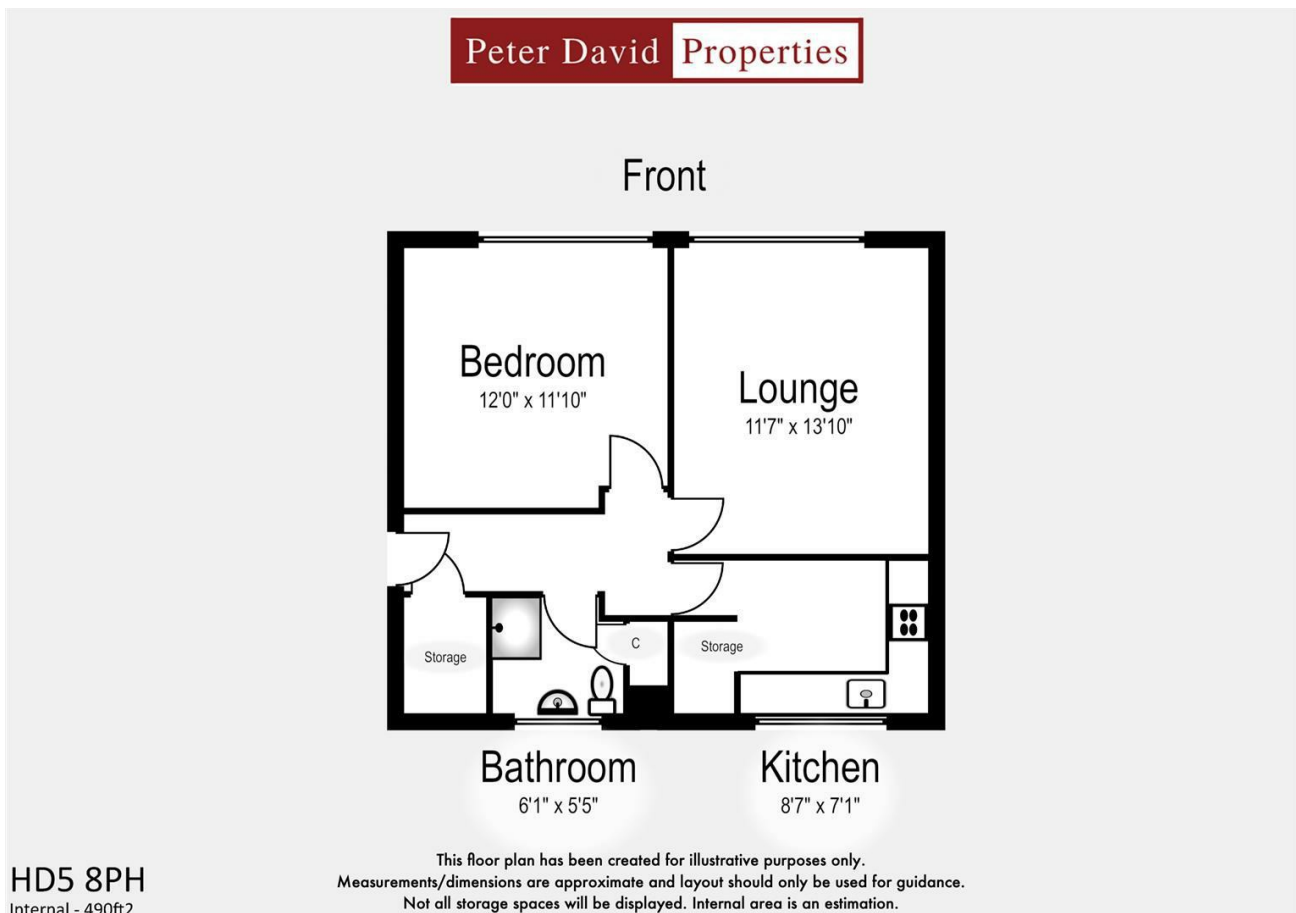 Peter David Properties
Front
Bedroom
12'0" x 11'10"
Lounge
11'7" x 13'10"
Storage
C
Storage
Bathroom
6'1" x 5'5"
Kitchen
8'7" x 7'1"
This floor plan has been created for illustrative purposes only.
Measurements/dimensions are approximate and layout should only be used for guidance.
Not all storage spaces will be displayed. Internal area is an estimation.
HD5 8PH
Internal - 490ft2